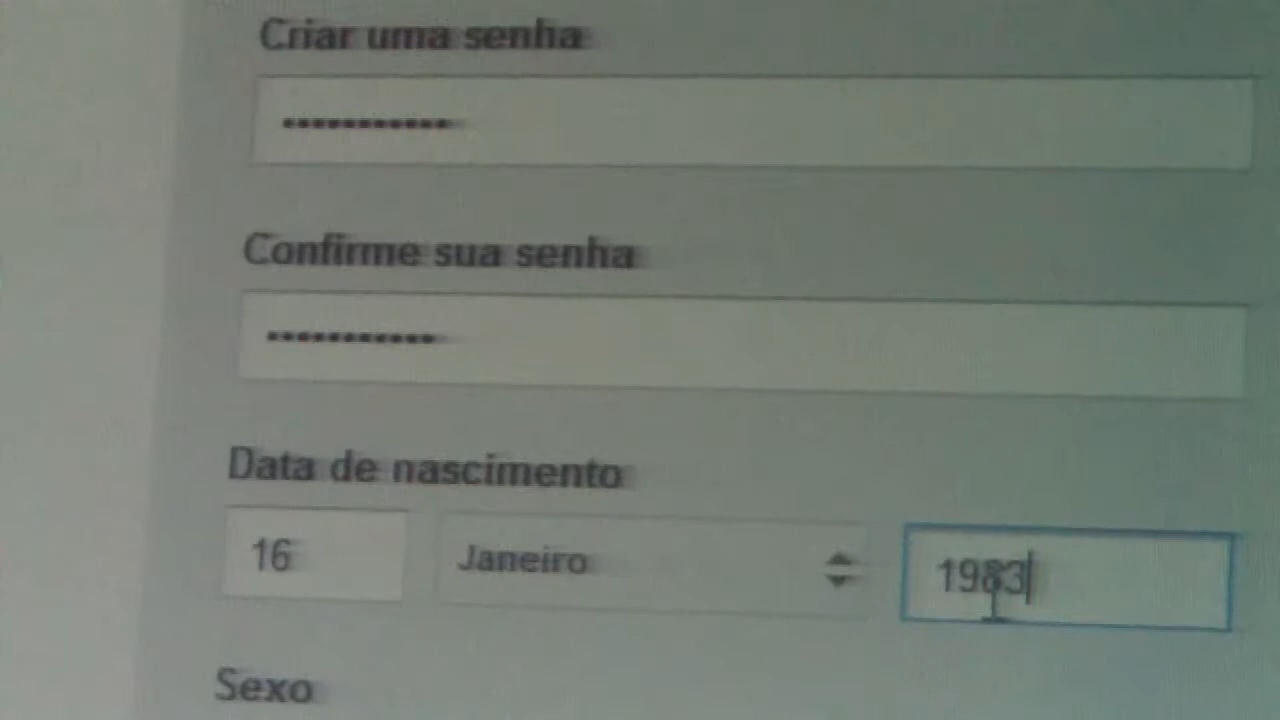 Criar uma senha
••••••••••••
Confirme sua senha
••••••••••••
Data de nascimento
16 Janeiro 1983
Sexo